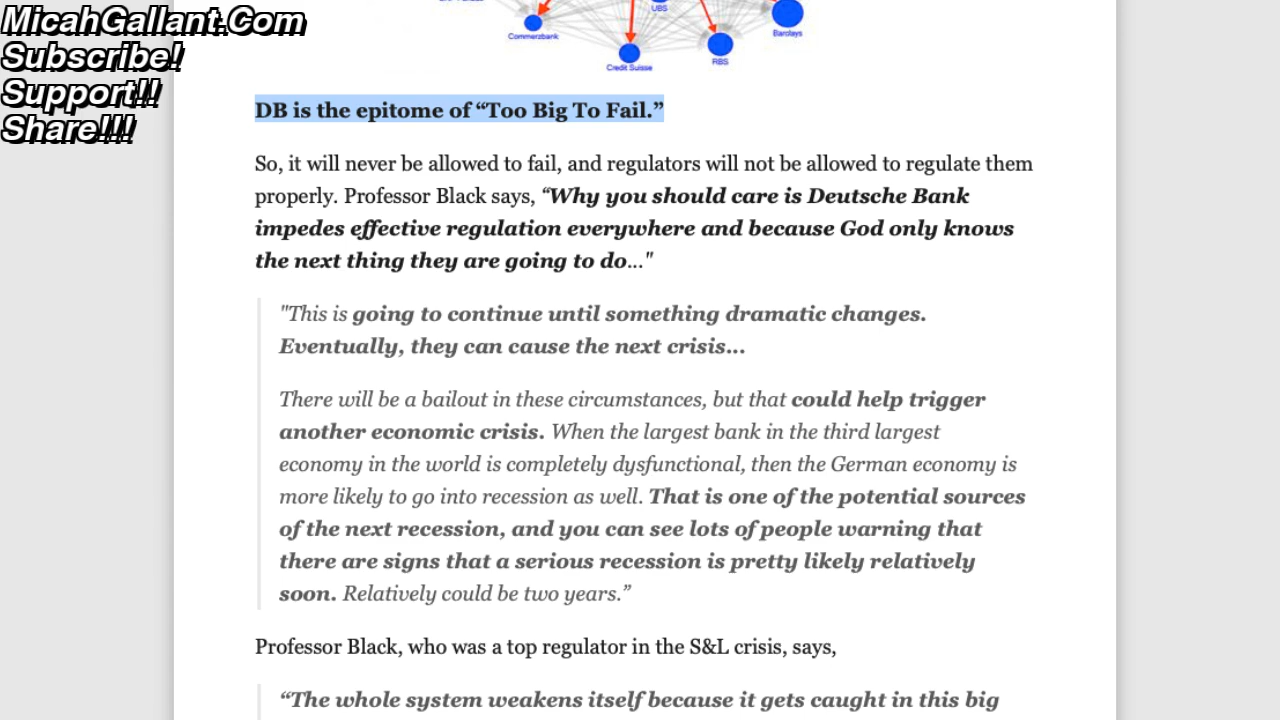 MicahGallant.Com
Subscribe!
Support!!
Share!!!
UBS
Commerzbank
Barclays
RBS
Credit Suisse
DB is the epitome of “Too Big To Fail.”
So, it will never be allowed to fail, and regulators will not be allowed to regulate them
properly. Professor Black says, “Why you should care is Deutsche Bank
impedes effective regulation everywhere and because God only knows
the next thing they are going to do..."
"This is going to continue until something dramatic changes.
Eventually, they can cause the next crisis...
There will be a bailout in these circumstances, but that could help trigger
another economic crisis. When the largest bank in the third largest
economy in the world is completely dysfunctional, then the German economy is
more likely to go into recession as well. That is one of the potential sources
of the next recession, and you can see lots of people warning that
there are signs that a serious recession is pretty likely relatively
soon. Relatively could be two years.”
Professor Black, who was a top regulator in the S&L crisis, says,
“The whole system weakens itself because it gets caught in this big